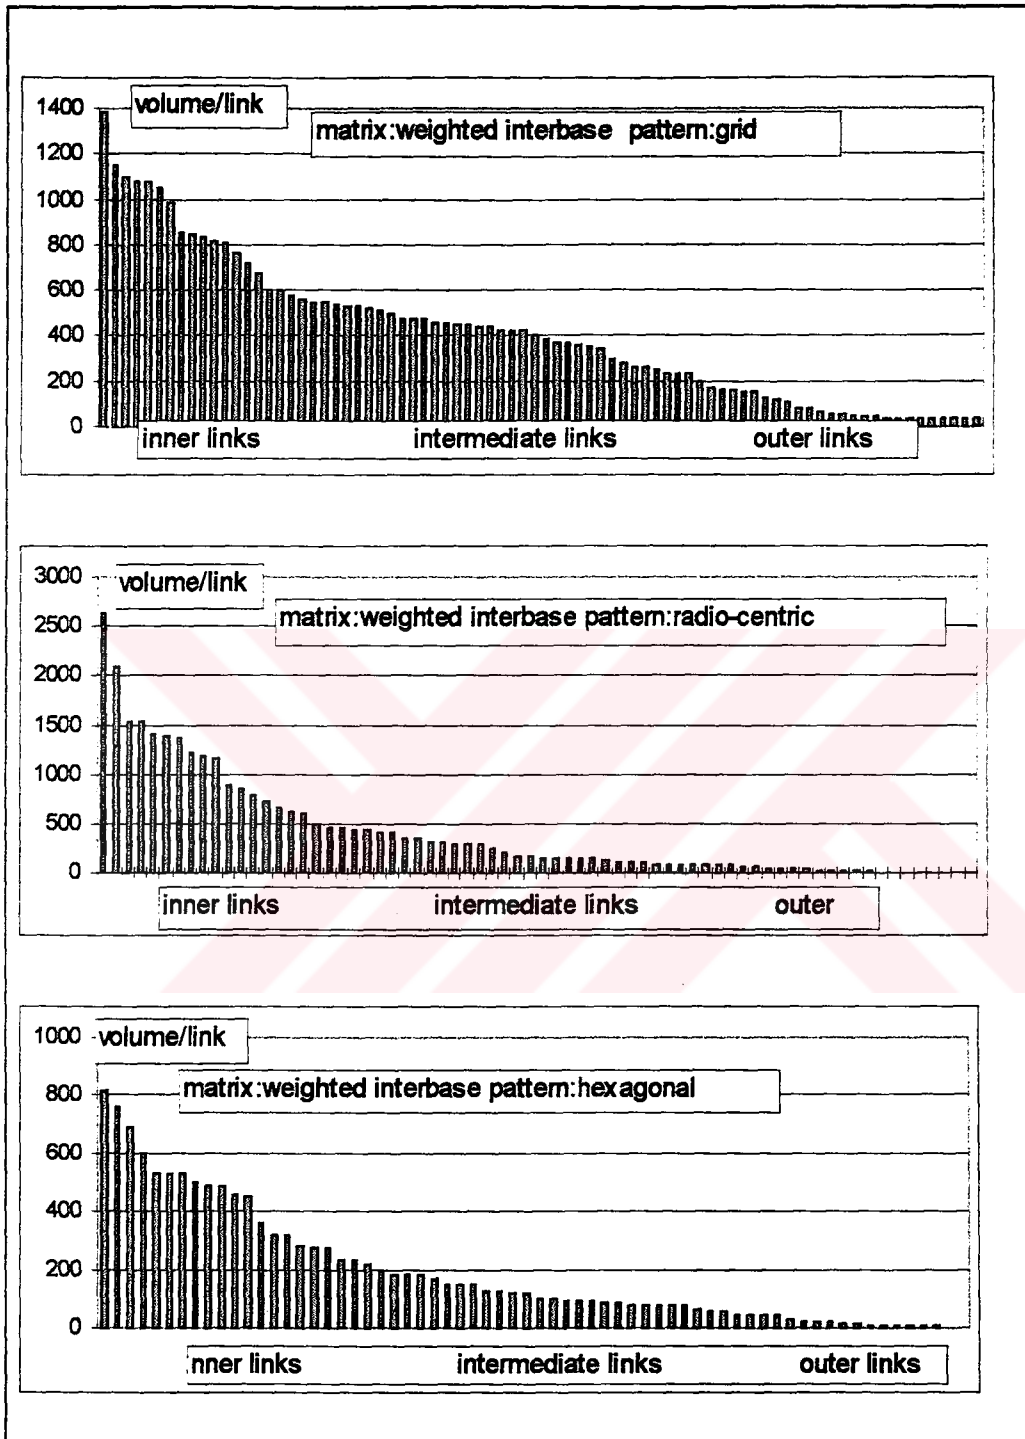 volume/link
matrix:weighted interbase pattern:grid
1400
1200
1000
800
600
400
200
0
inner links intermediate links outer links
volume/link
matrix:weighted interbase pattern:radio-centric
3000
2500
2000
1500
1000
500
0
inner links intermediate links outer
volume/link
matrix:weighted interbase pattern:hexagonal
1000
800
600
400
200
0
nner links intermediate links outer links